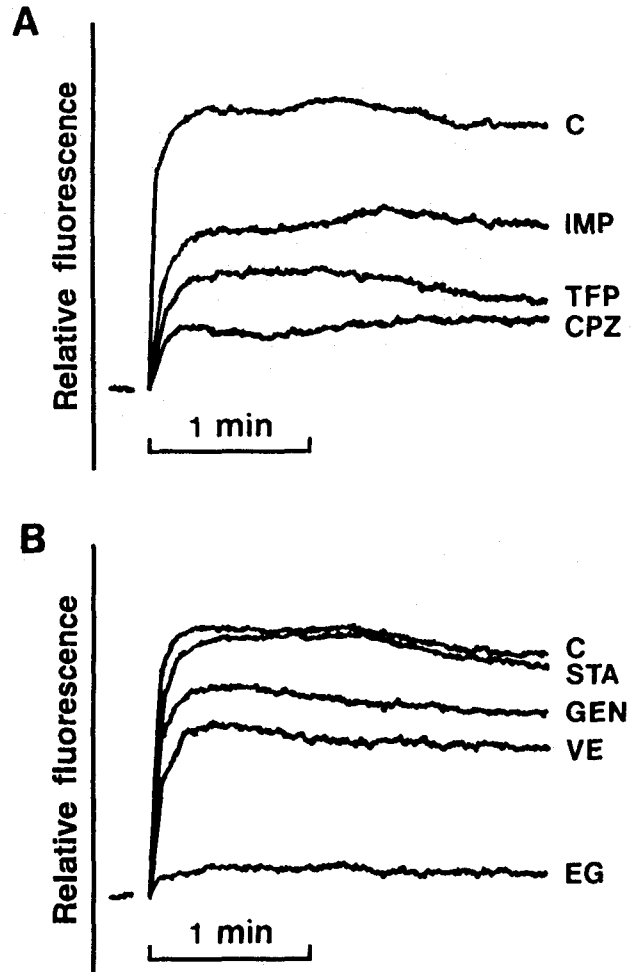 A
Relative fluorescence
C
IMP
TFP
CPZ
1 min
B
Relative fluorescence
C
STA
GEN
VE
EG
1 min